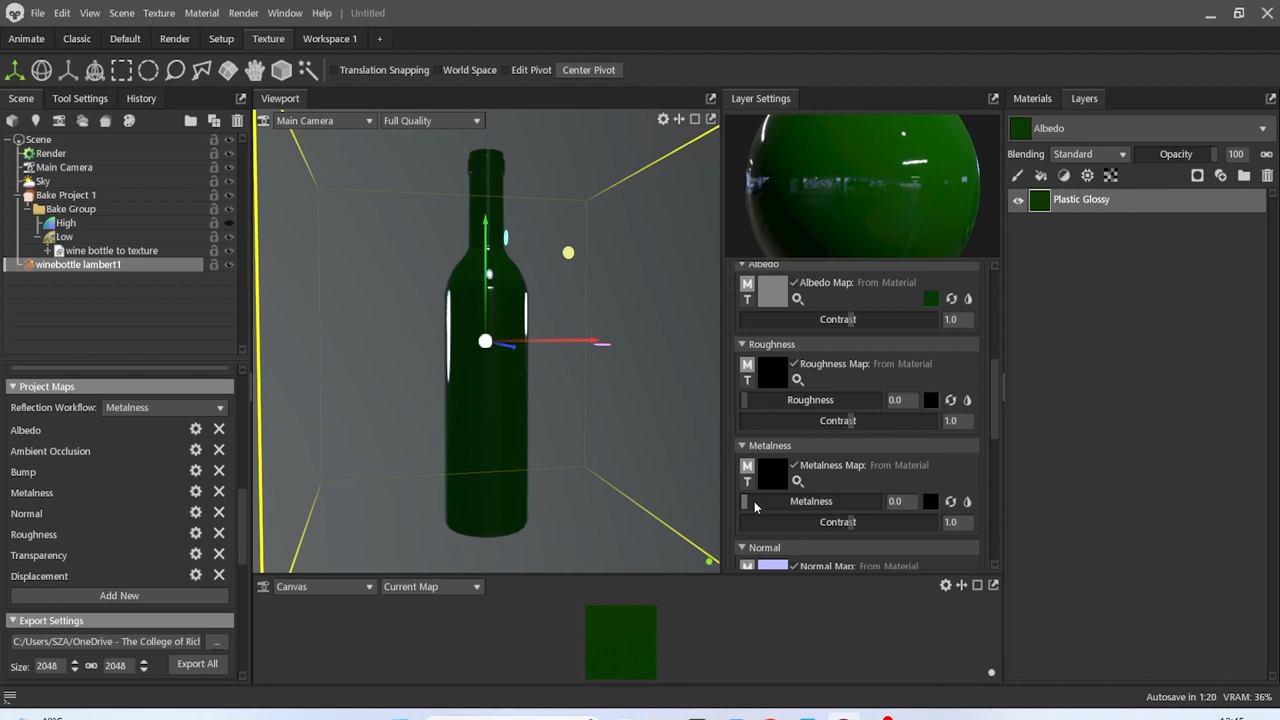 File Edit View Scene Texture Material Render Window Help Untitled
Animate Classic Default Render Setup Texture Workspace 1 +
Translation Snapping World Space Edit Pivot Center Pivot
Scene Tool Settings History
Scene
Render
Main Camera
Sky
Bake Project 1
Bake Group
High
Low
wine bottle to texture
winebottle lambert1
Project Maps
Reflection Workflow: Metalness
Albedo
Ambient Occlusion
Bump
Metalness
Normal
Roughness
Transparency
Displacement
Add New
Export Settings
C:/Users/SZA/OneDrive - The College of Rich ...
Size: 2048 2048 Export All
Viewport
Main Camera Full Quality
Canvas Current Map
Layer Settings
Albedo
M Albedo Map: From Material
T
Contrast 1.0
Roughness
M Roughness Map: From Material
T
Roughness 0.0
Contrast 1.0
Metalness
M Metalness Map: From Material
T
Metalness 0.0
Contrast 1.0
Normal
M Normal Map: From Material
Materials Layers
Albedo
Blending Standard Opacity 100
Plastic Glossy
Autosave in 1:20 VRAM: 36%